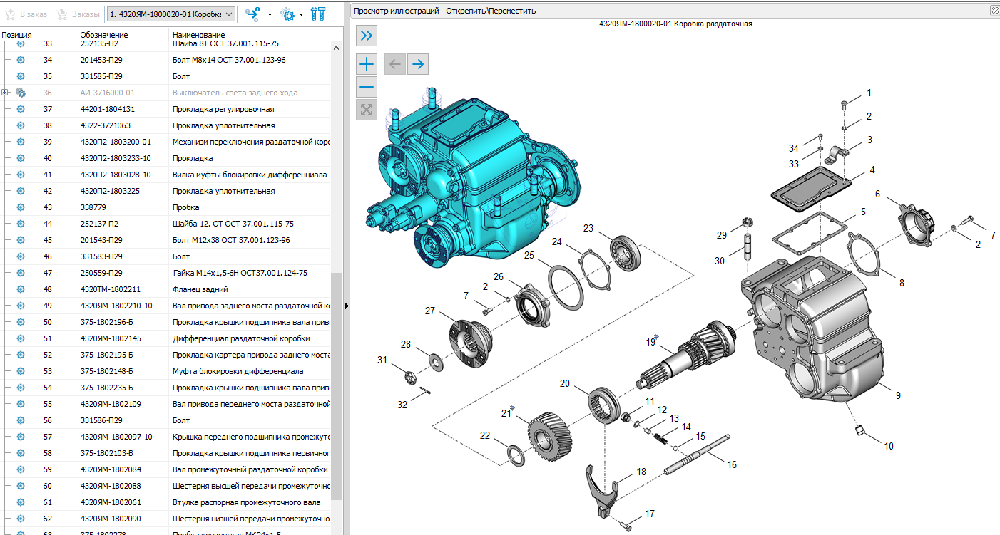 В заказ Заказы 1. 4320ЯМ-1800020-01 Коробка
Просмотр иллюстраций - Открепить\Переместить
4320ЯМ-1800020-01 Коробка раздаточная
Позиция Обозначение Наименование
33 252135-П2 Шайба 8Т ОСТ 37.001.115-75
34 201453-П29 Болт М8х14 ОСТ 37.001.123-96
35 331585-П29 Болт
36 АИ-3716000-01 Выключатель света заднего хода
37 44201-1804131 Прокладка регулировочная
38 4322-3721063 Прокладка уплотнительная
39 4320П2-1803200-01 Механизм переключения раздаточной коро
40 4320П2-1803233-10 Прокладка
41 4320П2-1803028-10 Вилка муфты блокировки дифференциала
42 4320П2-1803225 Прокладка уплотнительная
43 338779 Пробка
44 252137-П2 Шайба 12. ОТ ОСТ 37.001.115-75
45 201543-П29 Болт М12х38 ОСТ 37.001.123-96
46 331583-П29 Болт
47 250559-П29 Гайка М14х1,5-6Н ОСТ37.001.124-75
48 4320ТМ-1802211 Фланец задний
49 4320ЯМ-1802210-10 Вал привода заднего моста раздаточной ко
50 375-1802196-Б Прокладка крышки подшипника вала прив
51 4320ЯМ-1802145 Дифференциал раздаточной коробки
52 375-1802195-Б Прокладка картера привода заднего моста
53 375-1802148-Б Муфта блокировки дифференциала
54 375-1802235-Б Прокладка крышки подшипника вала прив
55 4320ЯМ-1802109 Вал привода переднего моста раздаточной
56 331586-П29 Болт
57 4320ЯМ-1802097-10 Крышка переднего подшипника промежуто
58 375-1802103-В Прокладка крышки подшипника первичног
59 4320ЯМ-1802084 Вал промежуточный раздаточной коробки
60 4320ЯМ-1802088 Шестерня высшей передачи промежуточно
61 4320ЯМ-1802061 Втулка распорная промежуточного вала
62 4320ЯМ-1802090 Шестерня низшей передачи промежуточно
63 375-1802278 Пробка коническая МК24х1,5
1
2
3
34
33
4
6
5
7
2
29
30
8
23
24
25
26
2
7
27
28
31
32
19
20
21
22
11
12
13
14
15
16
9
10
18
17